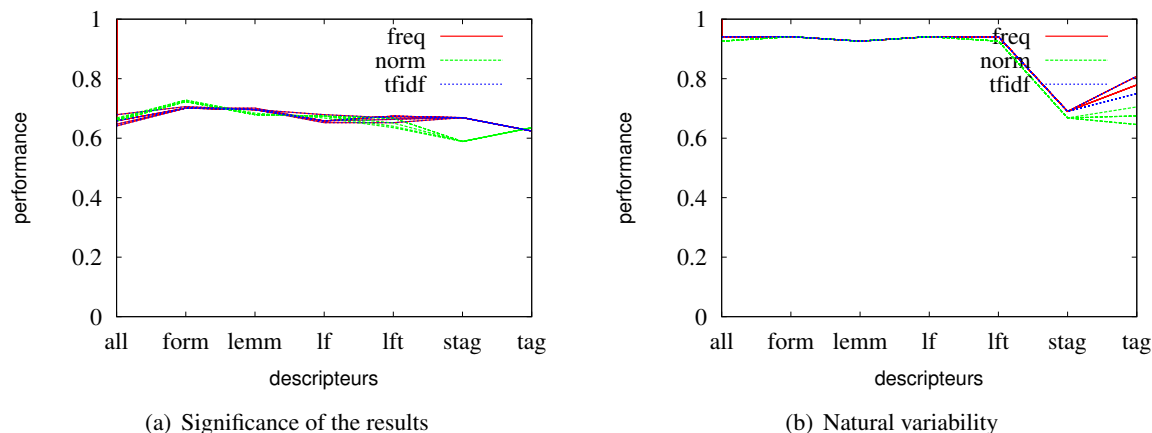 performance
1
0.8
0.6
0.4
0.2
0
freq
norm
tfidf
all form lemm lf lft stag tag
descripteurs
(a) Significance of the results
performance
1
0.8
0.6
0.4
0.2
0
freq
norm
tfidf
all form lemm lf lft stag tag
descripteurs
(b) Natural variability